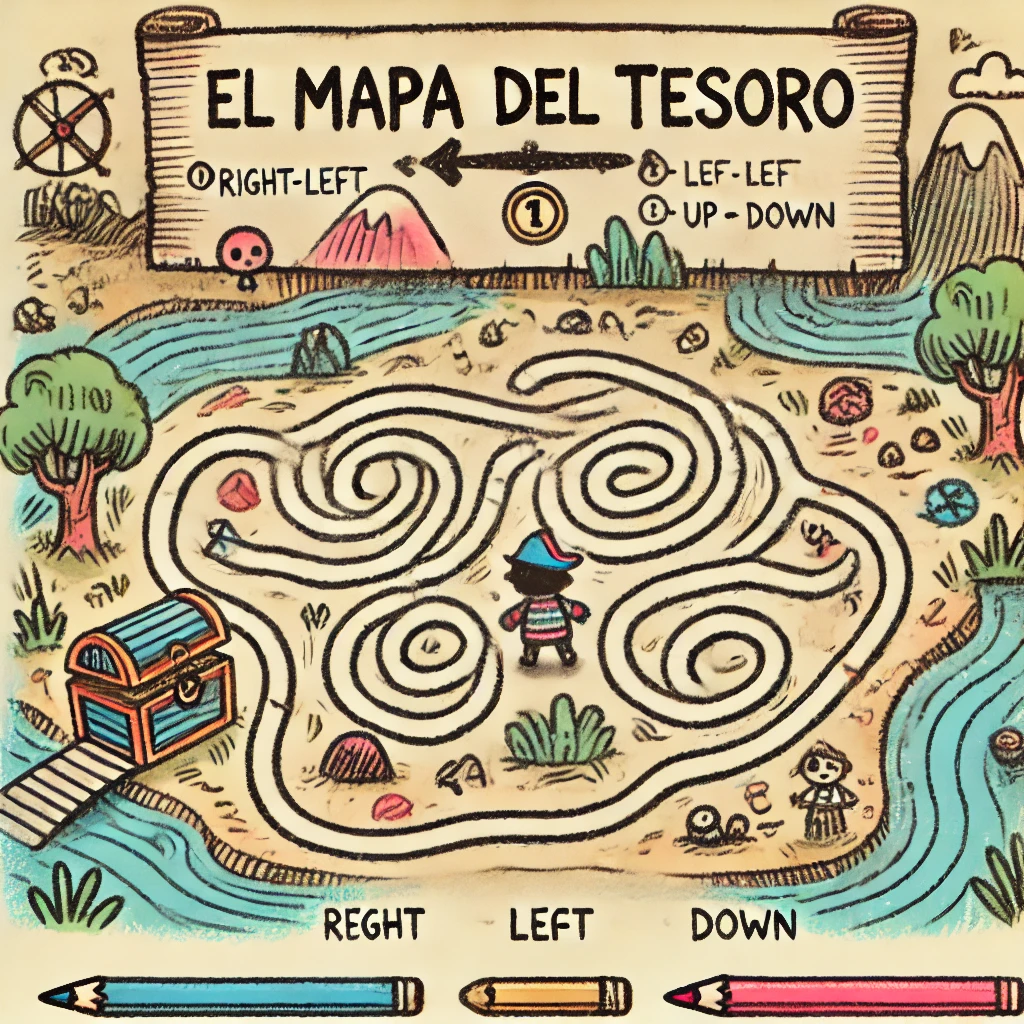 EL MAPA DEL TESORO
RIGHT-LEFT
LEF-LEF
1
UP-DOWN
REGHT LEFT DOWN